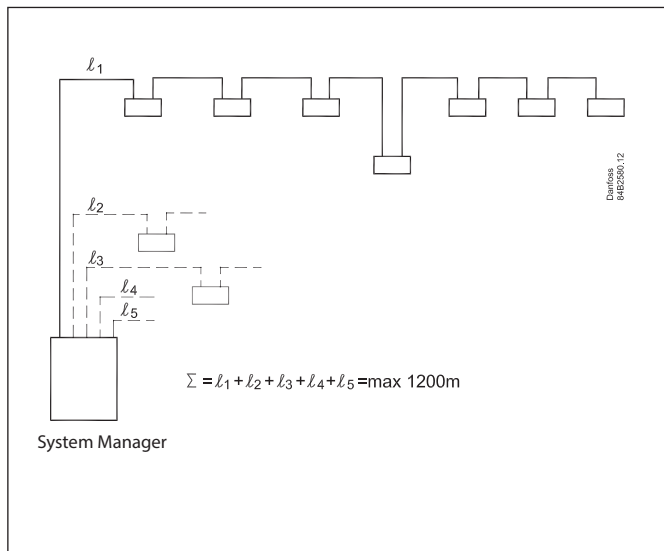 ℓ1
Danfoss
84B2580.12
ℓ2
ℓ3
ℓ4
ℓ5
Σ =ℓ1+ℓ2+ℓ3+ℓ4+ℓ5=max 1200m
System Manager